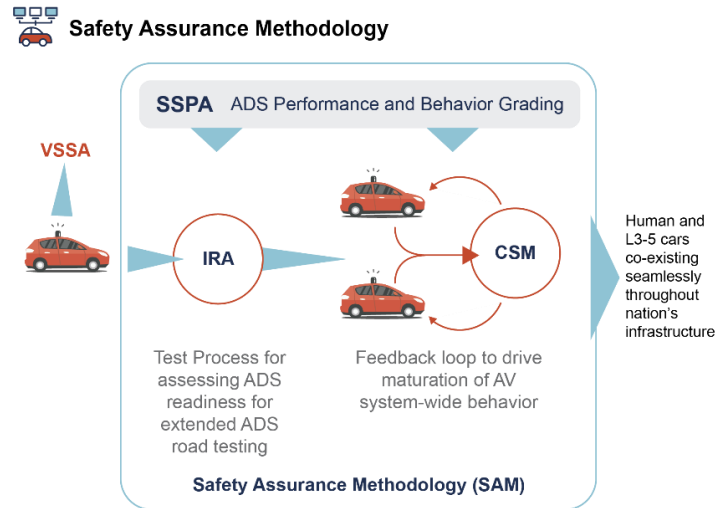 Safety Assurance Methodology
SSPA ADS Performance and Behavior Grading
VSSA
IRA
CSM
Human and
L3-5 cars
co-existing
seamlessly
throughout
nation's
infrastructure
Test Process for
assessing ADS
readiness for
extended ADS
road testing
Feedback loop to drive
maturation of AV
system-wide behavior
Safety Assurance Methodology (SAM)